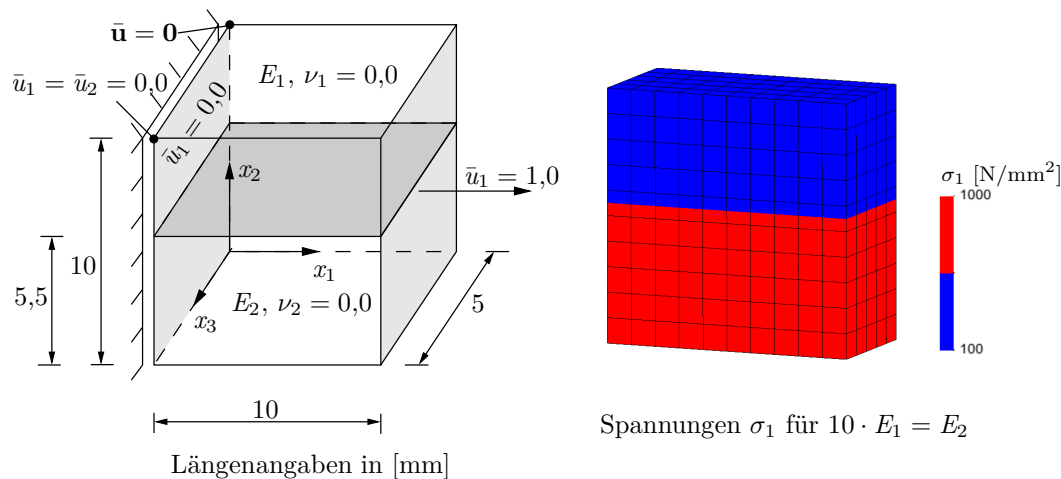 ū = 0
ū₁ = ū₂ = 0,0
E₁, ν₁ = 0,0
ū₁ = 0,0
x₂
ū₁ = 1,0
x₁
10
5,5
E₂, ν₂ = 0,0
x₃
5
10
Längenangaben in [mm]
σ₁ [N/mm²]
1000
100
Spannungen σ₁ für 10 · E₁ = E₂